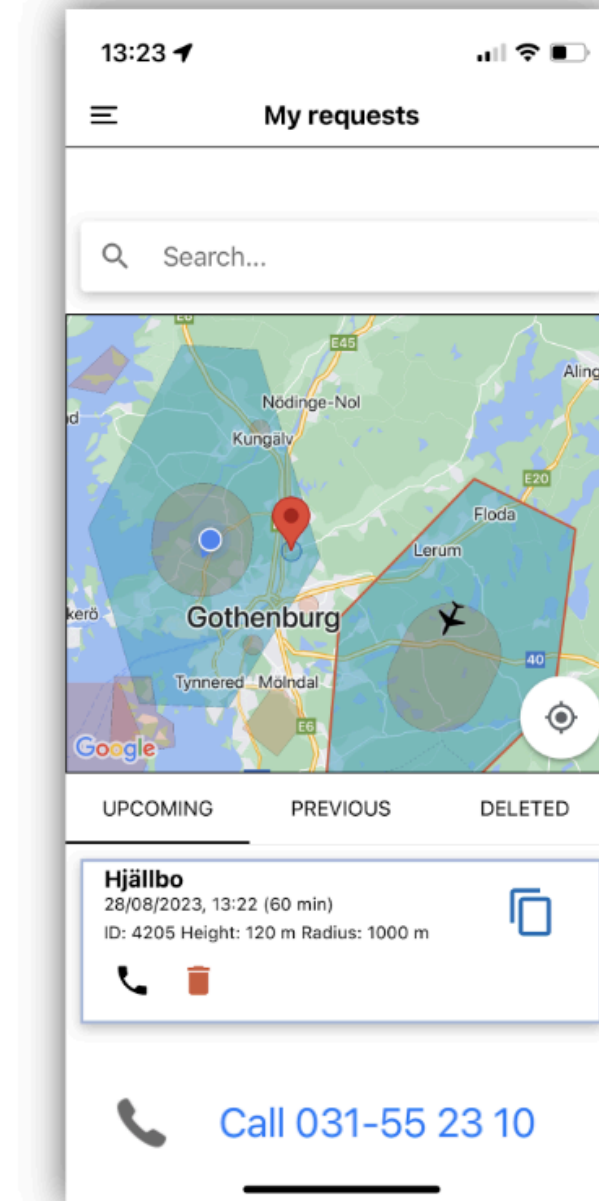 13:23
My requests
Search...
E6
E45
Aling
Nödinge-Nol
Kungälv
E20
Floda
Lerum
kerö
Gothenburg
40
Tynnered Mölndal
E6
Google
UPCOMING PREVIOUS DELETED
Hjällbo
28/08/2023, 13:22 (60 min)
ID: 4205 Height: 120 m Radius: 1000 m
Call 031-55 23 10